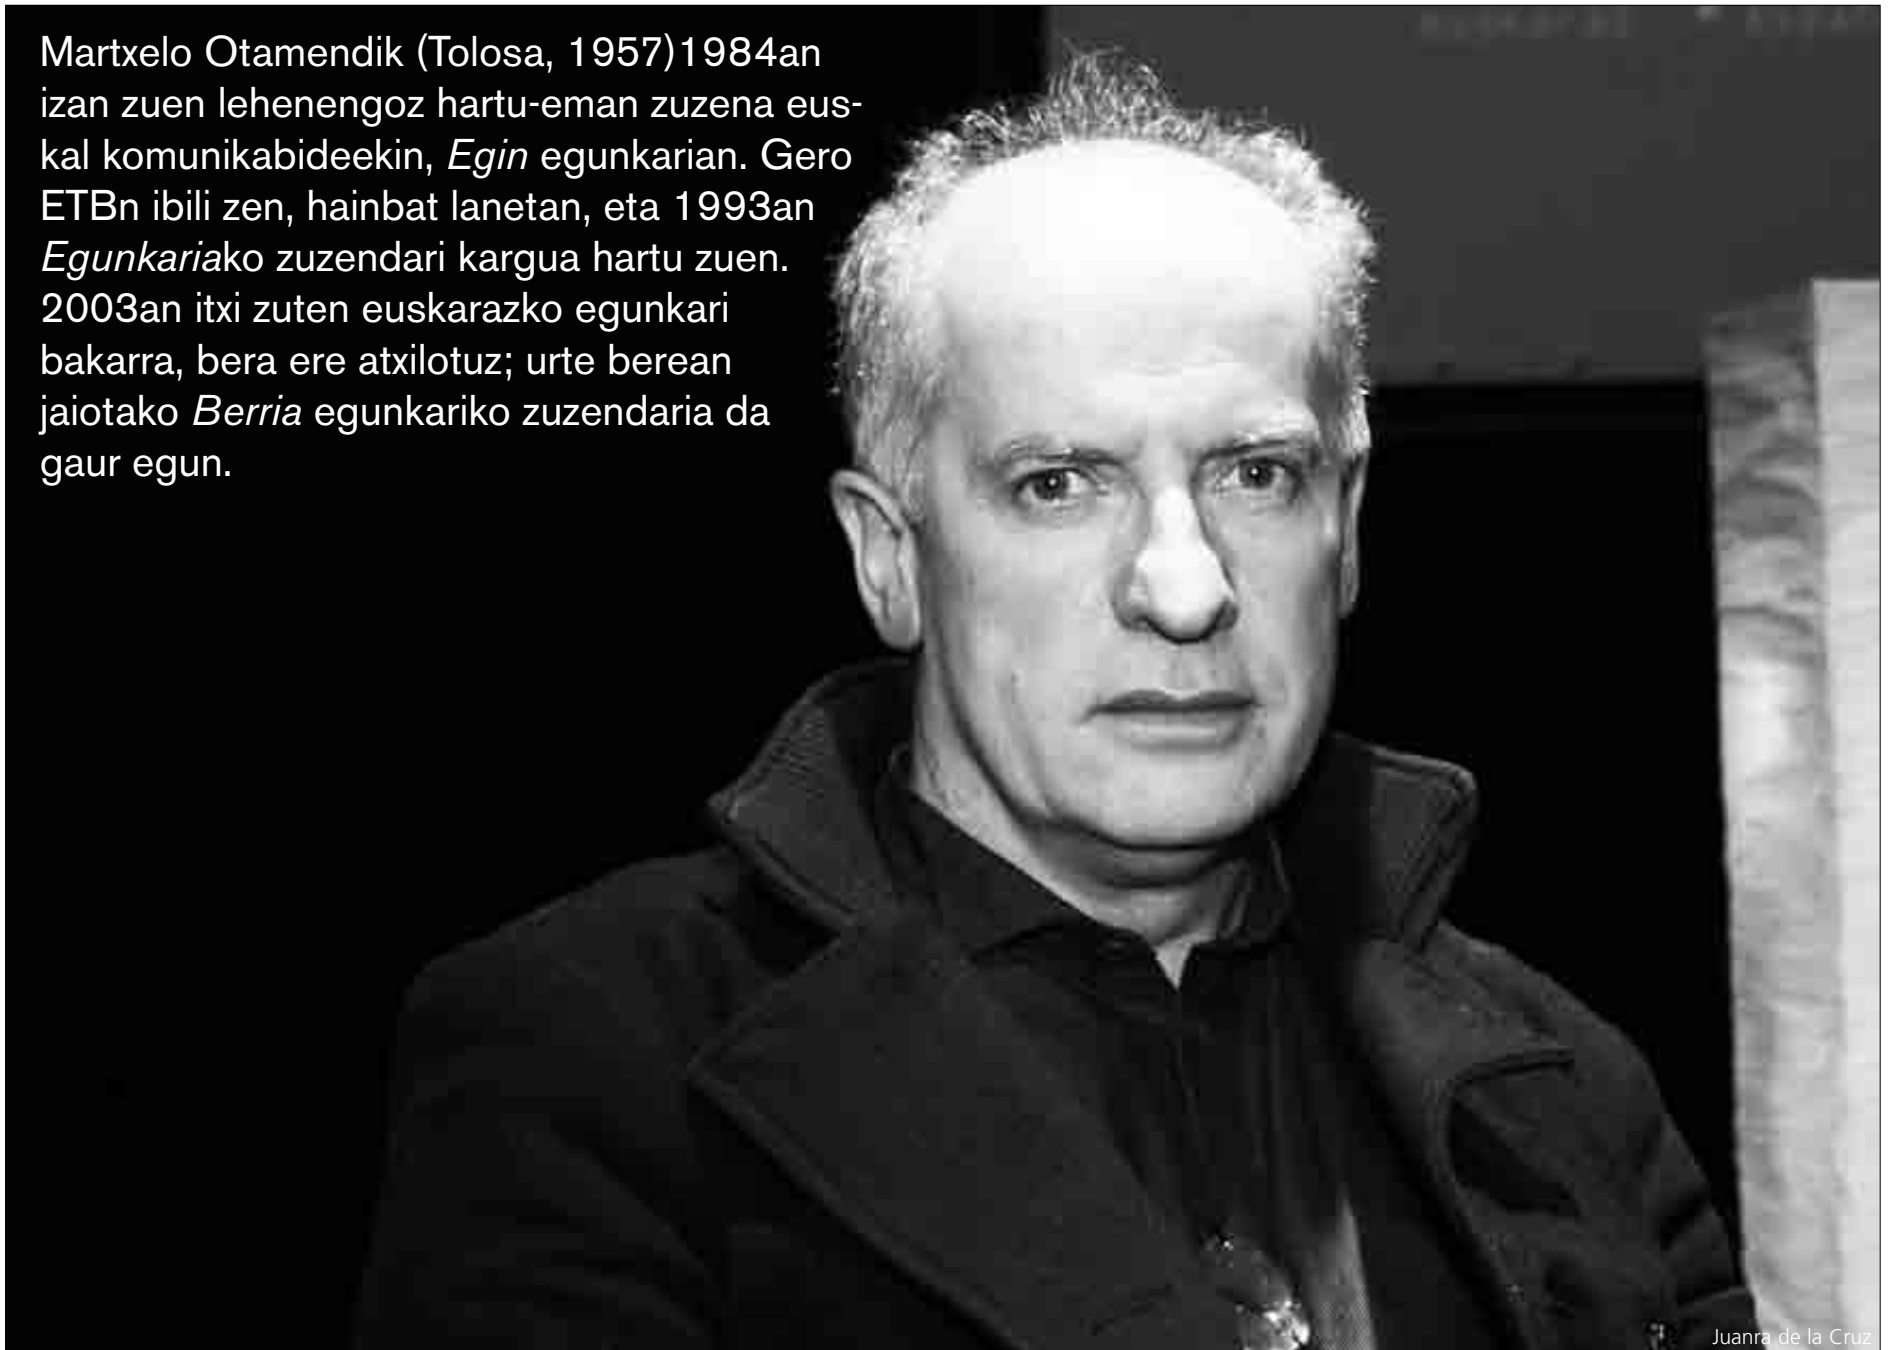 Martxelo Otamendik (Tolosa, 1957)1984an
izan zuen lehenengoz hartu-eman zuzena eus-
kal komunikabideekin, Egin egunkarian. Gero
ETBn ibili zen, hainbat lanetan, eta 1993an
Egunkariako zuzendari kargua hartu zuen.
2003an itxi zuten euskarazko egunkari
bakarra, bera ere atxilotuz; urte berean
jaiotako Berria egunkariko zuzendaria da
gaur egun.
Juanra de la Cruz